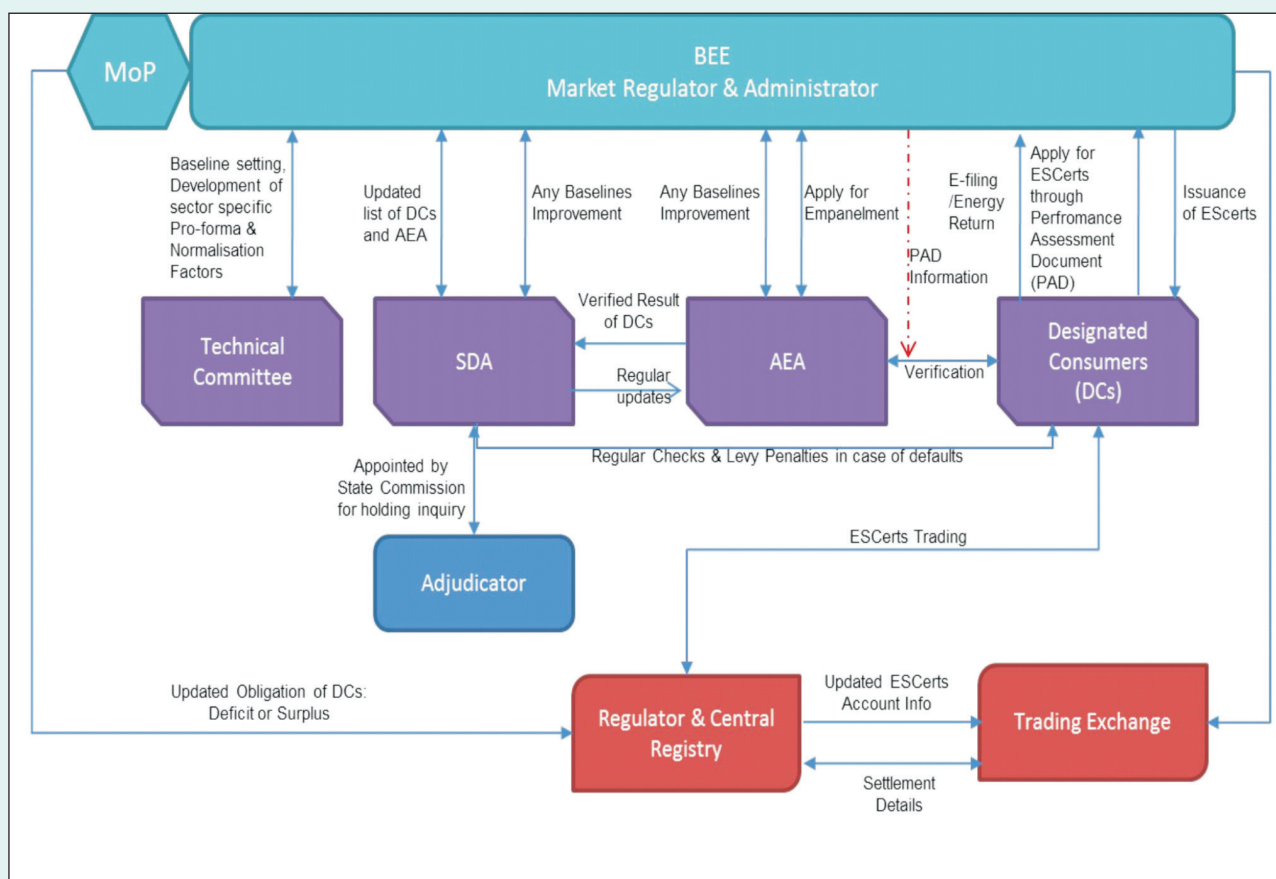 MoP
BEE
Market Regulator & Administrator
Baseline setting,
Development of
sector specific
Pro-forma &
Normalisation
Factors
Updated
list of DCs
and AEA
Any Baselines
Improvement
Any Baselines
Improvement
Apply for
Empanelment
PAD
Information
E-filing
/Energy
Return
Apply for
ESCerts
through
Perfromance
Assessment
Document
(PAD)
Issuance
of EScerts
Technical
Committee
SDA
Verified Result
of DCs
Regular
updates
AEA
Verification
Designated
Consumers
(DCs)
Regular Checks & Levy Penalties in case of defaults
Appointed by
State Commission
for holding inquiry
Adjudicator
ESCerts Trading
Updated Obligation of DCs:
Deficit or Surplus
Regulator & Central
Registry
Updated ESCerts
Account Info
Settlement
Details
Trading Exchange